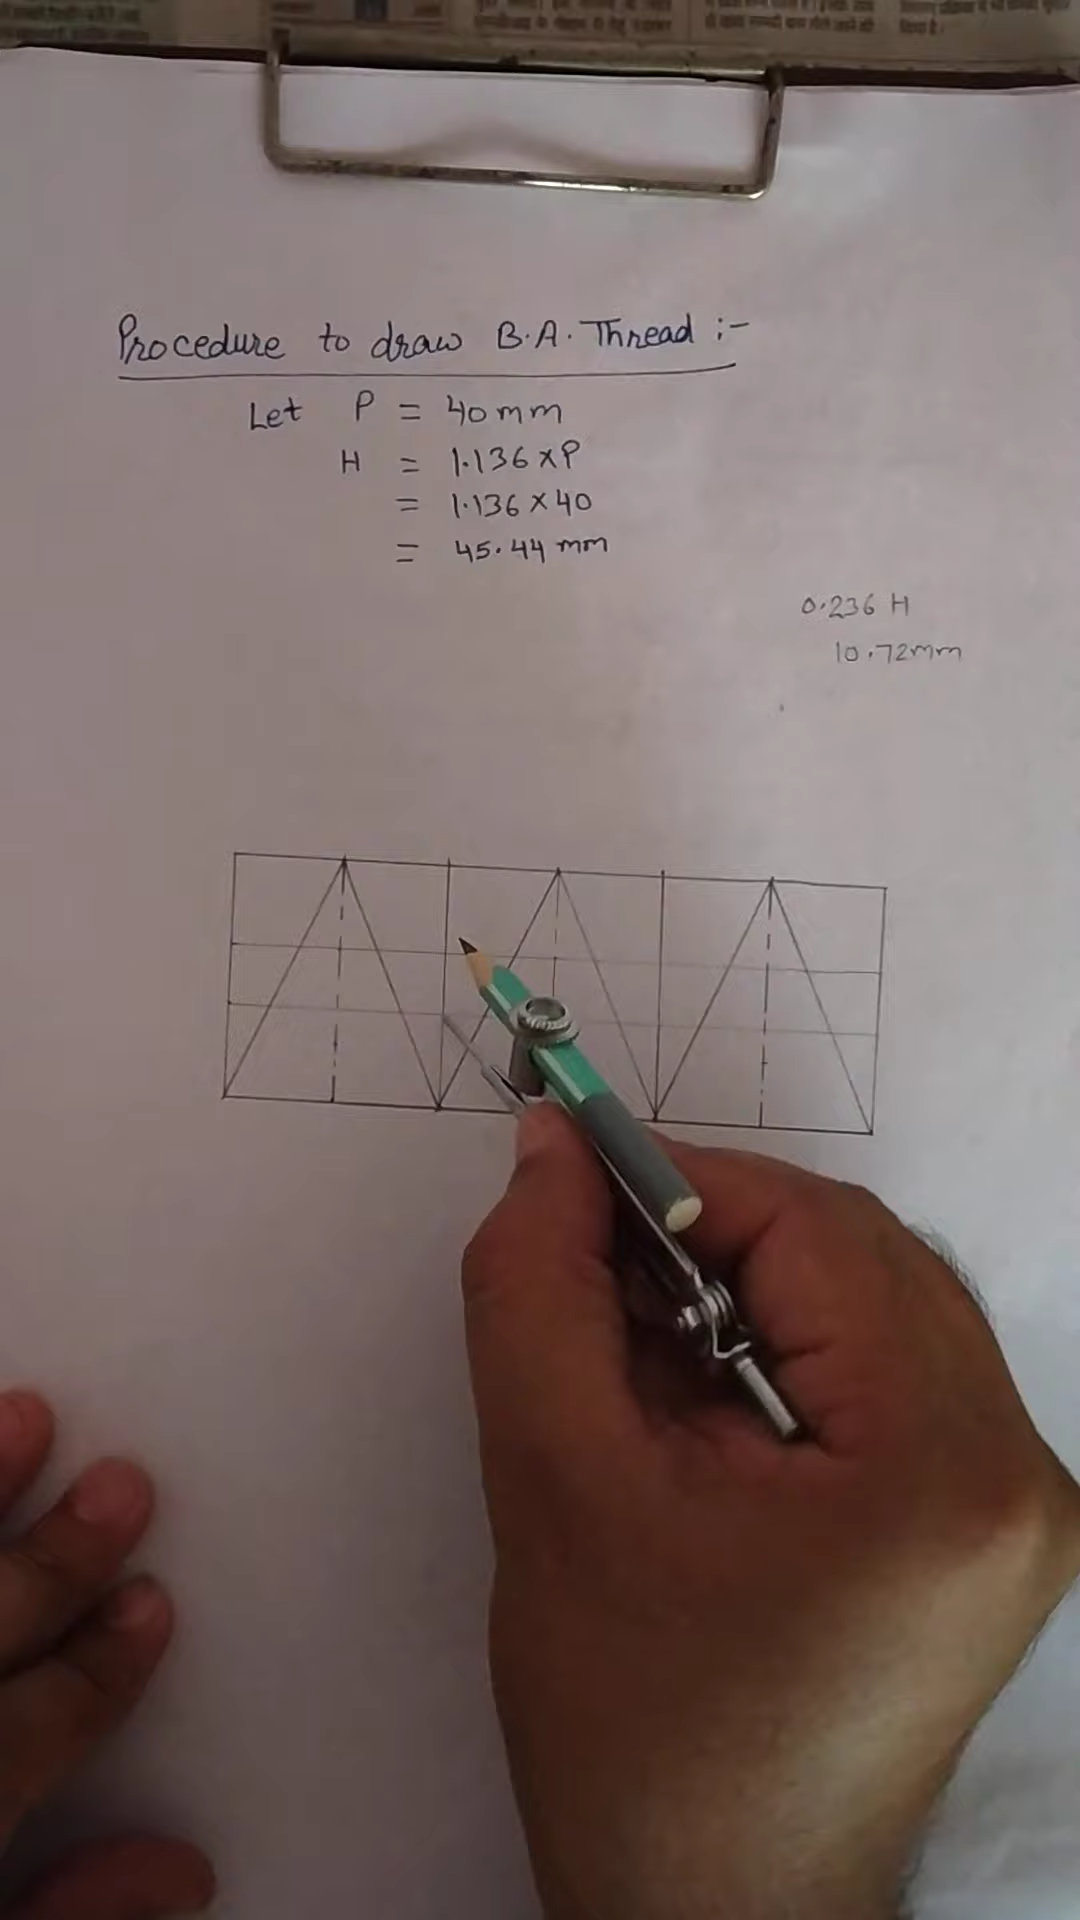 Procedure to draw B.A. Thread :-
Let P = 40 mm
H = 1.136 x P
= 1.136 x 40
= 45.44 mm
0.236 H
10.72mm